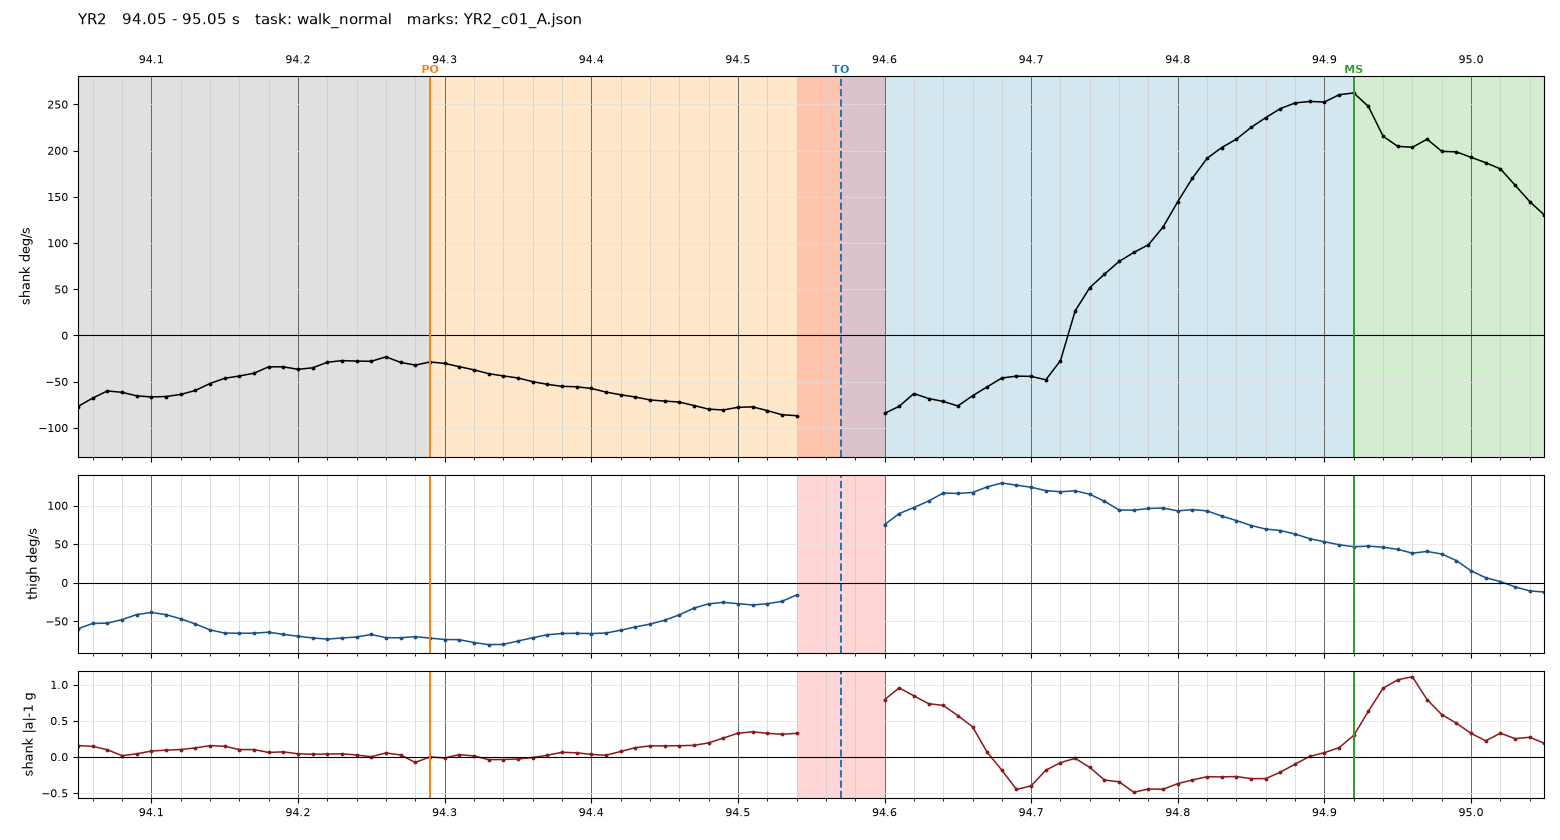 YR2 94.05 - 95.05 s task: walk_normal marks: YR2_c01_A.json
94.1 94.2 94.3 94.4 94.5 94.6 94.7 94.8 94.9 95.0
PO TO MS
250
200
150
100
50
0
−50
−100
shank deg/s
100
50
0
−50
thigh deg/s
1.0
0.5
0.0
−0.5
shank |a|-1 g
94.1 94.2 94.3 94.4 94.5 94.6 94.7 94.8 94.9 95.0